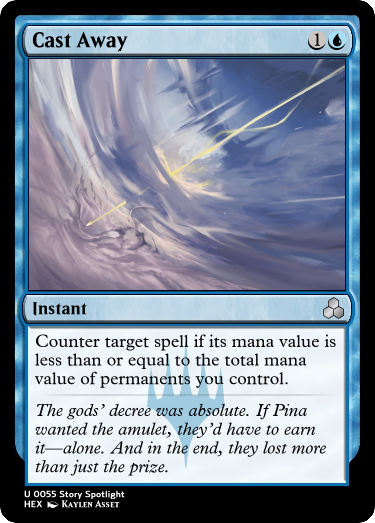 Cast Away 1
Instant
Counter target spell if its mana value is
less than or equal to the total mana
value of permanents you control.
The gods' decree was absolute. If Pina
wanted the amulet, they'd have to earn
it—alone. And in the end, they lost more
than just the prize.
U 0055 Story Spotlight
HEX Kaylen Asset